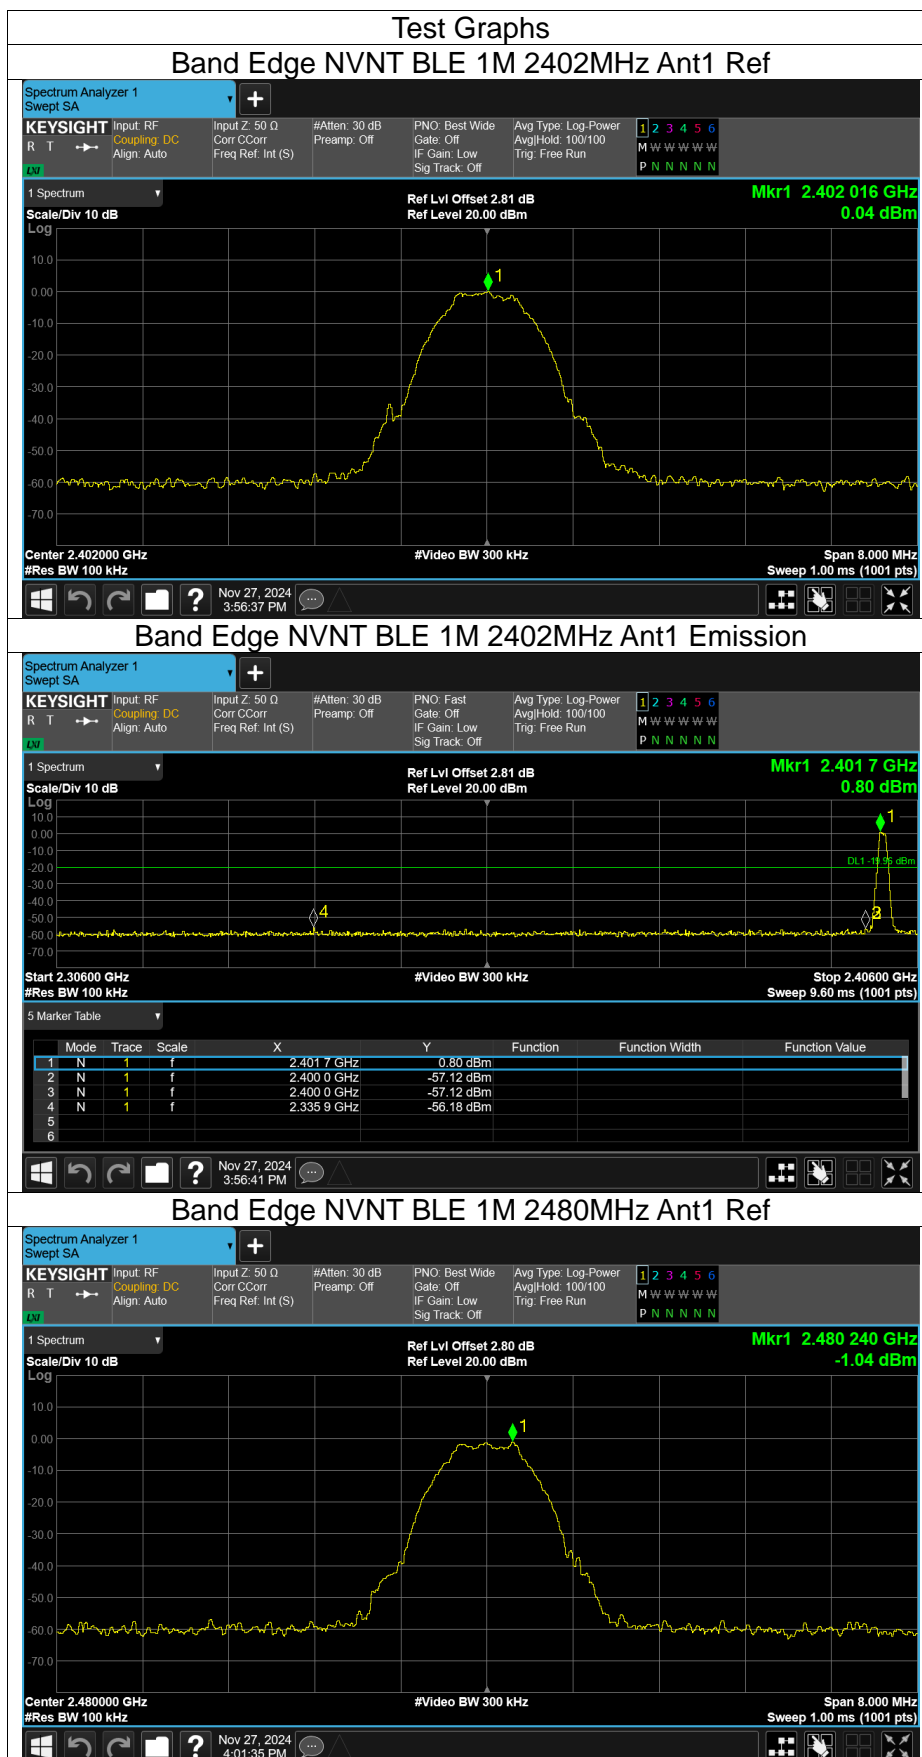 Test Graphs
Band Edge NVNT BLE 1M 2402MHz Ant1 Ref
Spectrum Analyzer 1
Swept SA
KEYSIGHT Input: RF Input Z: 50 Ω #Atten: 30 dB PNO: Best Wide Avg Type: Log-Power 1 2 3 4 5 6
R T Coupling: DC Corr CCorr Preamp: Off Gate: Off Avg|Hold: 100/100 M W W W W W
Align: Auto Freq Ref: Int (S) IF Gain: Low Trig: Free Run
LXI Sig Track: Off P N N N N N
1 Spectrum Ref Lvl Offset 2.81 dB Mkr1 2.402 016 GHz
Scale/Div 10 dB Ref Level 20.00 dBm 0.04 dBm
Log
10.0
1
0.00
-10.0
-20.0
-30.0
-40.0
-50.0
-60.0
-70.0
Center 2.402000 GHz #Video BW 300 kHz Span 8.000 MHz
#Res BW 100 kHz Sweep 1.00 ms (1001 pts)
? Nov 27, 2024
3:56:37 PM
Band Edge NVNT BLE 1M 2402MHz Ant1 Emission
Spectrum Analyzer 1
Swept SA
KEYSIGHT Input: RF Input Z: 50 Ω #Atten: 30 dB PNO: Fast Avg Type: Log-Power 1 2 3 4 5 6
R T Coupling: DC Corr CCorr Preamp: Off Gate: Off Avg|Hold: 100/100 M W W W W W
Align: Auto Freq Ref: Int (S) IF Gain: Low Trig: Free Run
LXI Sig Track: Off P N N N N N
1 Spectrum Ref Lvl Offset 2.81 dB Mkr1 2.401 7 GHz
Scale/Div 10 dB Ref Level 20.00 dBm 0.80 dBm
Log
10.0 1
0.00
-10.0
-20.0 DL1 -19.96 dBm
-30.0
-40.0
-50.0 4 2 3
-60.0
-70.0
Start 2.30600 GHz #Video BW 300 kHz Stop 2.40600 GHz
#Res BW 100 kHz Sweep 9.60 ms (1001 pts)
5 Marker Table
Mode Trace Scale X Y Function Function Width Function Value
1 N 1 f 2.401 7 GHz 0.80 dBm
2 N 1 f 2.400 0 GHz -57.12 dBm
3 N 1 f 2.400 0 GHz -57.12 dBm
4 N 1 f 2.335 9 GHz -56.18 dBm
5
6
? Nov 27, 2024
3:56:41 PM
Band Edge NVNT BLE 1M 2480MHz Ant1 Ref
Spectrum Analyzer 1
Swept SA
KEYSIGHT Input: RF Input Z: 50 Ω #Atten: 30 dB PNO: Best Wide Avg Type: Log-Power 1 2 3 4 5 6
R T Coupling: DC Corr CCorr Preamp: Off Gate: Off Avg|Hold: 100/100 M W W W W W
Align: Auto Freq Ref: Int (S) IF Gain: Low Trig: Free Run
LXI Sig Track: Off P N N N N N
1 Spectrum Ref Lvl Offset 2.80 dB Mkr1 2.480 240 GHz
Scale/Div 10 dB Ref Level 20.00 dBm -1.04 dBm
Log
10.0
1
0.00
-10.0
-20.0
-30.0
-40.0
-50.0
-60.0
-70.0
Center 2.480000 GHz #Video BW 300 kHz Span 8.000 MHz
#Res BW 100 kHz Sweep 1.00 ms (1001 pts)
? Nov 27, 2024
4:01:35 PM